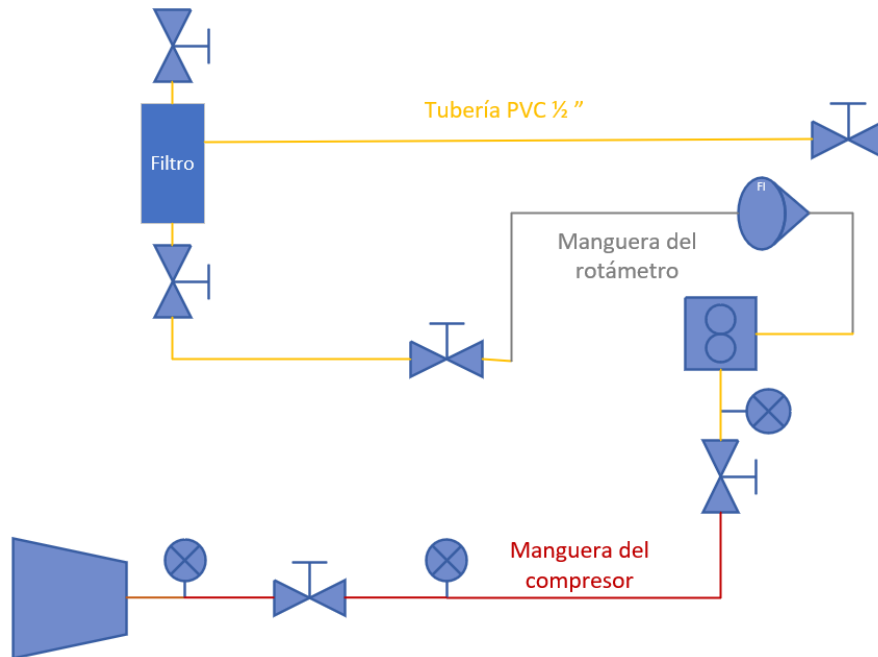 Tubería PVC ½ ”
Filtro
FI
Manguera del
rotámetro
Manguera del
compresor